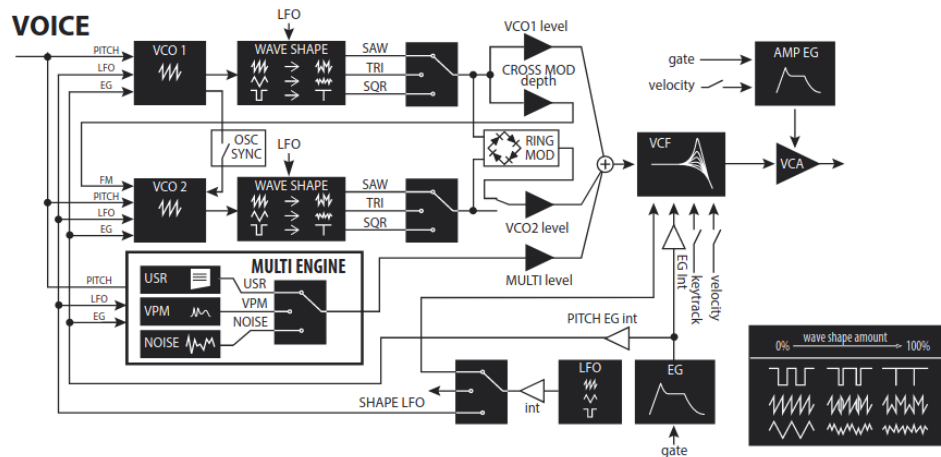 VOICE
LFO
VCO1 level
PITCH
VCO 1
WAVE SHAPE
SAW
AMP EG
LFO
TRI
CROSS MOD
depth
gate
EG
SQR
velocity
OSC
SYNC
LFO
RING
MOD
VCF
VCA
FM
VCO 2
WAVE SHAPE
SAW
PITCH
TRI
LFO
SQR
VCO2 level
EG
MULTI ENGINE
MULTI level
EG Int
keytrack
velocity
PITCH
USR
USR
LFO
VPM
VPM
EG
NOISE
NOISE
PITCH EG int
wave shape amount
0%
100%
LFO
EG
SHAPE LFO
int
gate